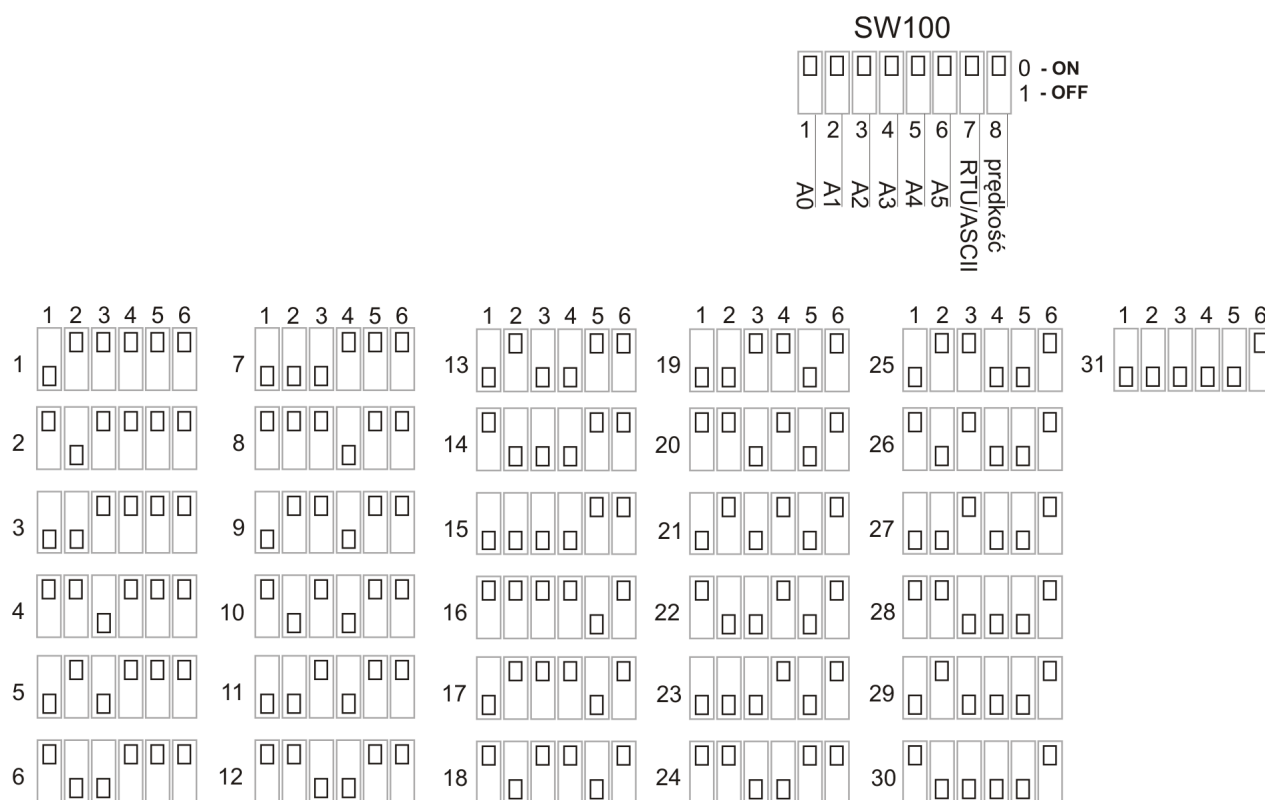 SW100
0 - ON
1 - OFF
1 2 3 4 5 6 7 8
A0 A1 A2 A3 A4 A5 RTU/ASCII prędkość
1 2 3 4 5 6 1 2 3 4 5 6 1 2 3 4 5 6 1 2 3 4 5 6 1 2 3 4 5 6 1 2 3 4 5 6
1 7 13 19 25 31
2 8 14 20 26
3 9 15 21 27
4 10 16 22 28
5 11 17 23 29
6 12 18 24 30